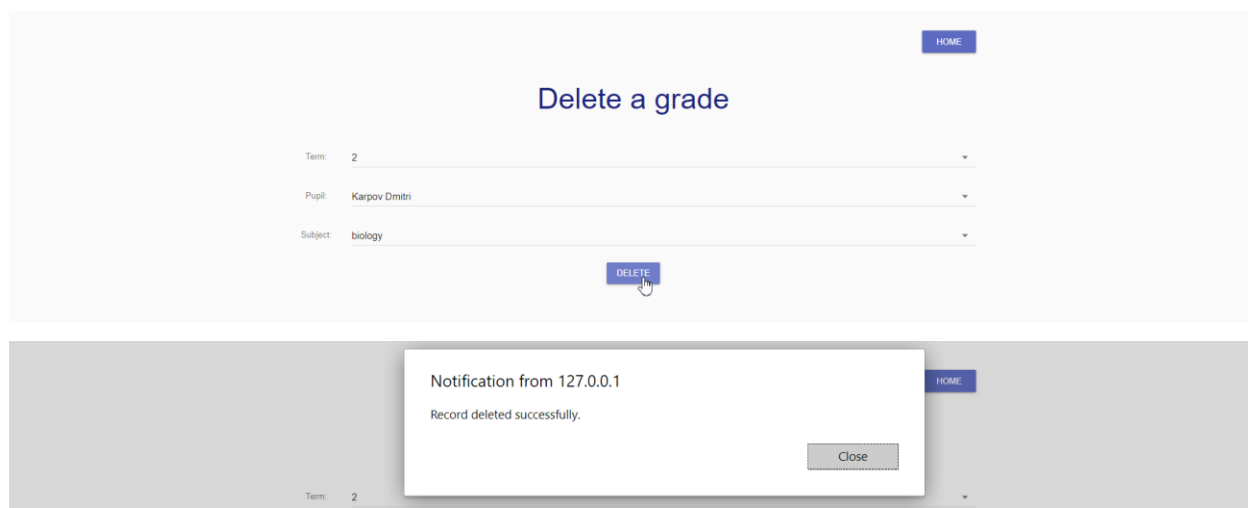 HOME
Delete a grade
Term: 2
Pupil: Karpov Dmitri
Subject: biology
DELETE
Notification from 127.0.0.1
HOME
Record deleted successfully.
Close
Term: 2